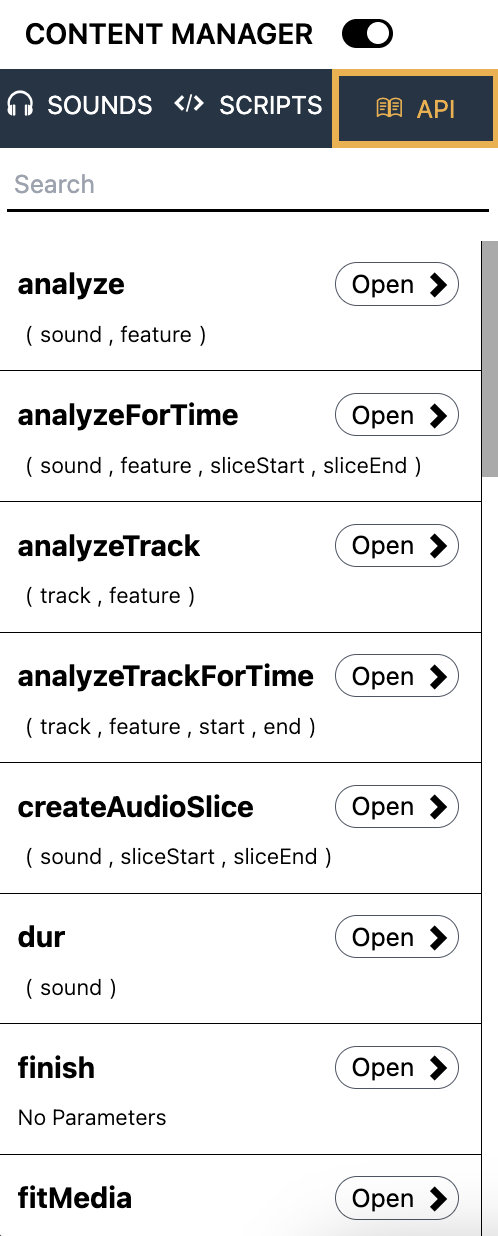 CONTENT MANAGER
SOUNDS </> SCRIPTS API
Search
analyze Open
( sound , feature )
analyzeForTime Open
( sound , feature , sliceStart , sliceEnd )
analyzeTrack Open
( track , feature )
analyzeTrackForTime Open
( track , feature , start , end )
createAudioSlice Open
( sound , sliceStart , sliceEnd )
dur Open
( sound )
finish Open
No Parameters
fitMedia Open